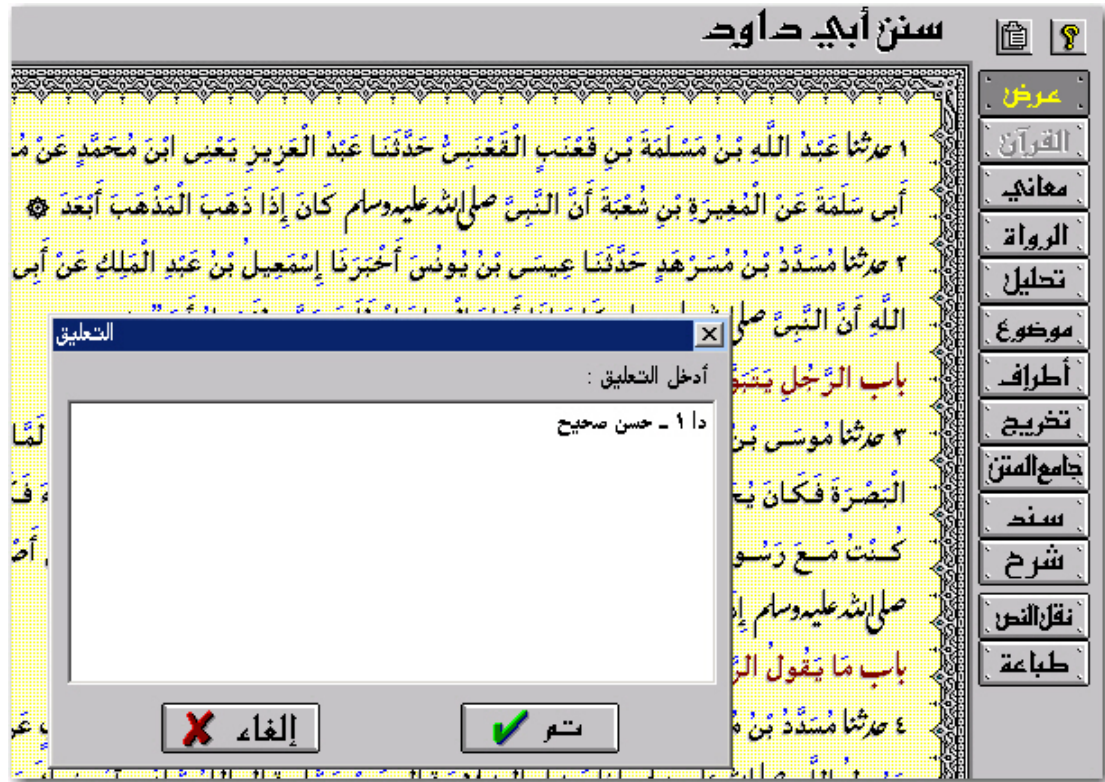 سنن أبي داود
عرض
القرآن
معاني
الرواة
تحليل
موضوع
أطراف
تخريج
جامع المتن
سند
شرح
نقل النص
طباعة
١ حدثنا عَبْدُ اللَّهِ بْنُ مَسْلَمَةَ بْنِ قَعْنَبٍ الْقَعْنَبِىُّ حَدَّثَنَا عَبْدُ الْعَزِيزِ يَعْنِى ابْنَ مُحَمَّدٍ عَنْ
أَبِى سَلَمَةَ عَنْ الْمُغِيرَةِ بْنِ شُعْبَةَ أَنَّ النَّبِىَّ صلى الله عليه وسلم كَانَ إِذَا ذَهَبَ الْمَذْهَبَ أَبْعَدَ ۞
٢ حدثنا مُسَدَّدُ بْنُ مُسَرْهَدٍ حَدَّثَنَا عِيسَى بْنُ يُونُسَ أَخْبَرَنَا إِسْمَعِيلُ بْنُ عَبْدِ الْمَلِكِ عَنْ أَبِى
اللَّهِ أَنَّ النَّبِىَّ
باب الرَّجُلِ
٣ حدثنا مُوسَى بْنُ
الْبَصْرَةَ فَكَانَ
كُنْتُ مَعَ
صلى الله عليه وسلم
باب مَا يَقُولُ
٤ حدثنا مُسَدَّدُ بْنُ
التعليق
أدخل التعليق :
دا ١ ـ حسن صحيح
تم
إلغاء